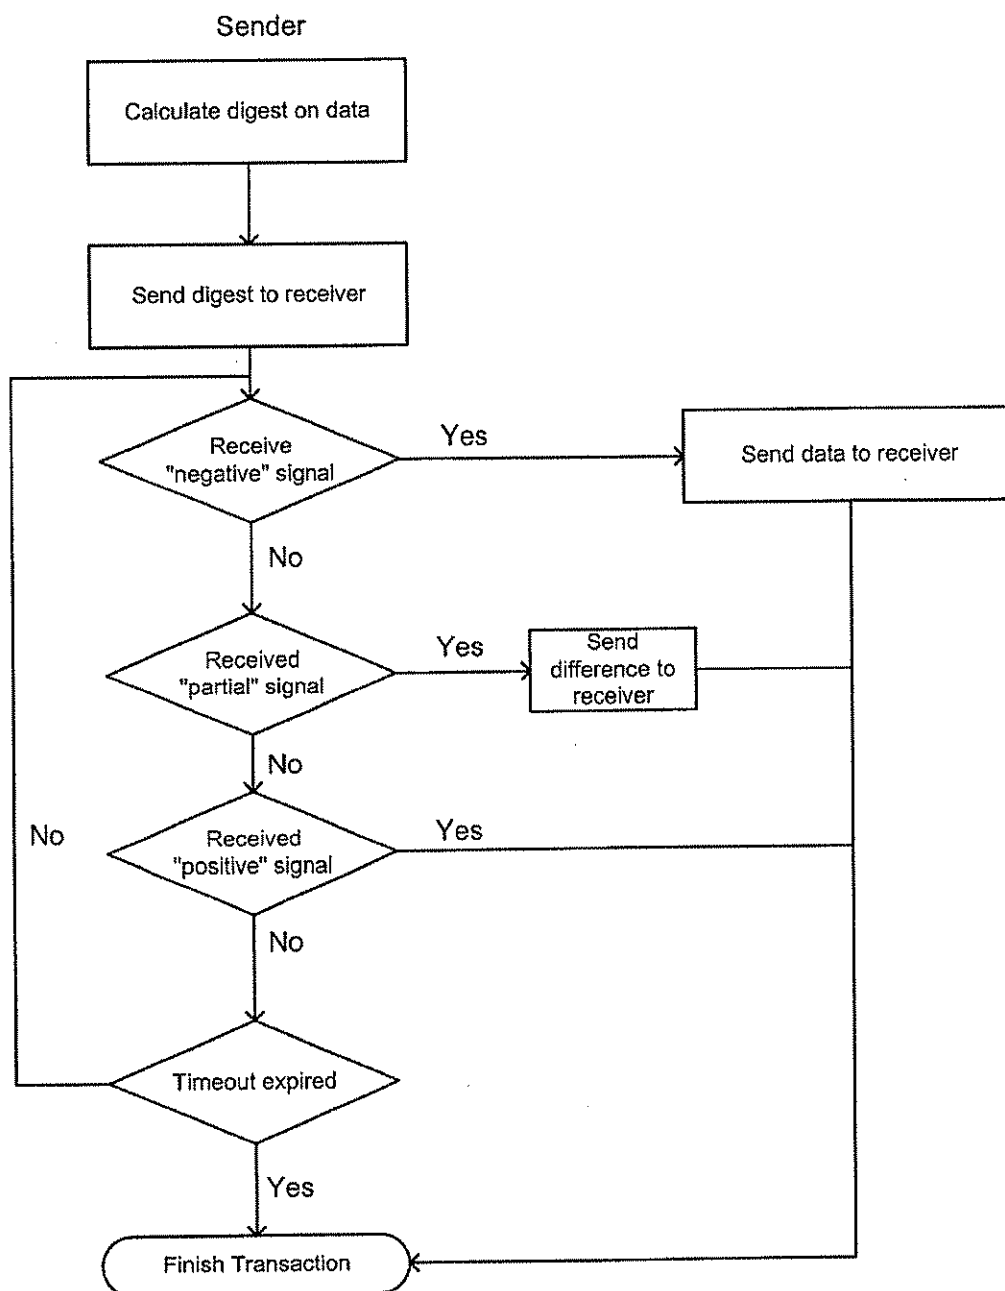 Sender
Calculate digest on data
Send digest to receiver
Receive
"negative" signal
Yes
Send data to receiver
No
Received
"partial" signal
Yes
Send
difference to
receiver
No
Received
"positive" signal
Yes
No
No
Timeout expired
Yes
Finish Transaction